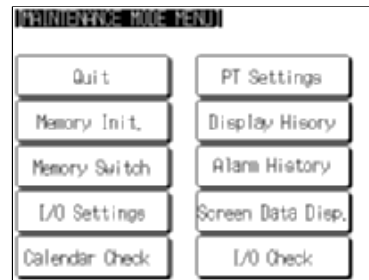 [MAINTENANCE MODE MENU]
Quit
PT Settings
Memory Init.
Display Hisory
Memory Switch
Alarm History
I/O Settings
Screen Data Disp.
Calendar Check
I/O Check